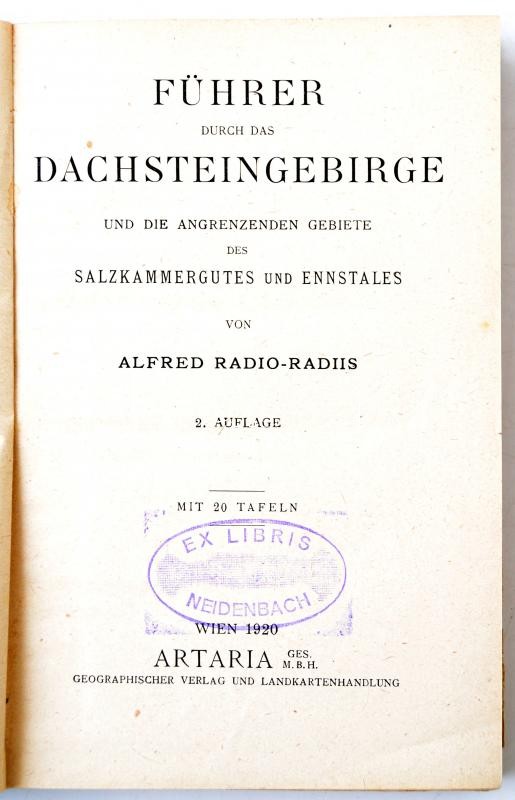 FÜHRER
DURCH DAS
DACHSTEINGEBIRGE
UND DIE ANGRENZENDEN GEBIETE
DES
SALZKAMMERGUTES UND ENNSTALES
VON
ALFRED RADIO-RADIIS
2. AUFLAGE
MIT 20 TAFELN
EX LIBRIS
NEIDENBACH
WIEN 1920
ARTARIA GES. M.B.H.
GEOGRAPHISCHER VERLAG UND LANDKARTENHANDLUNG